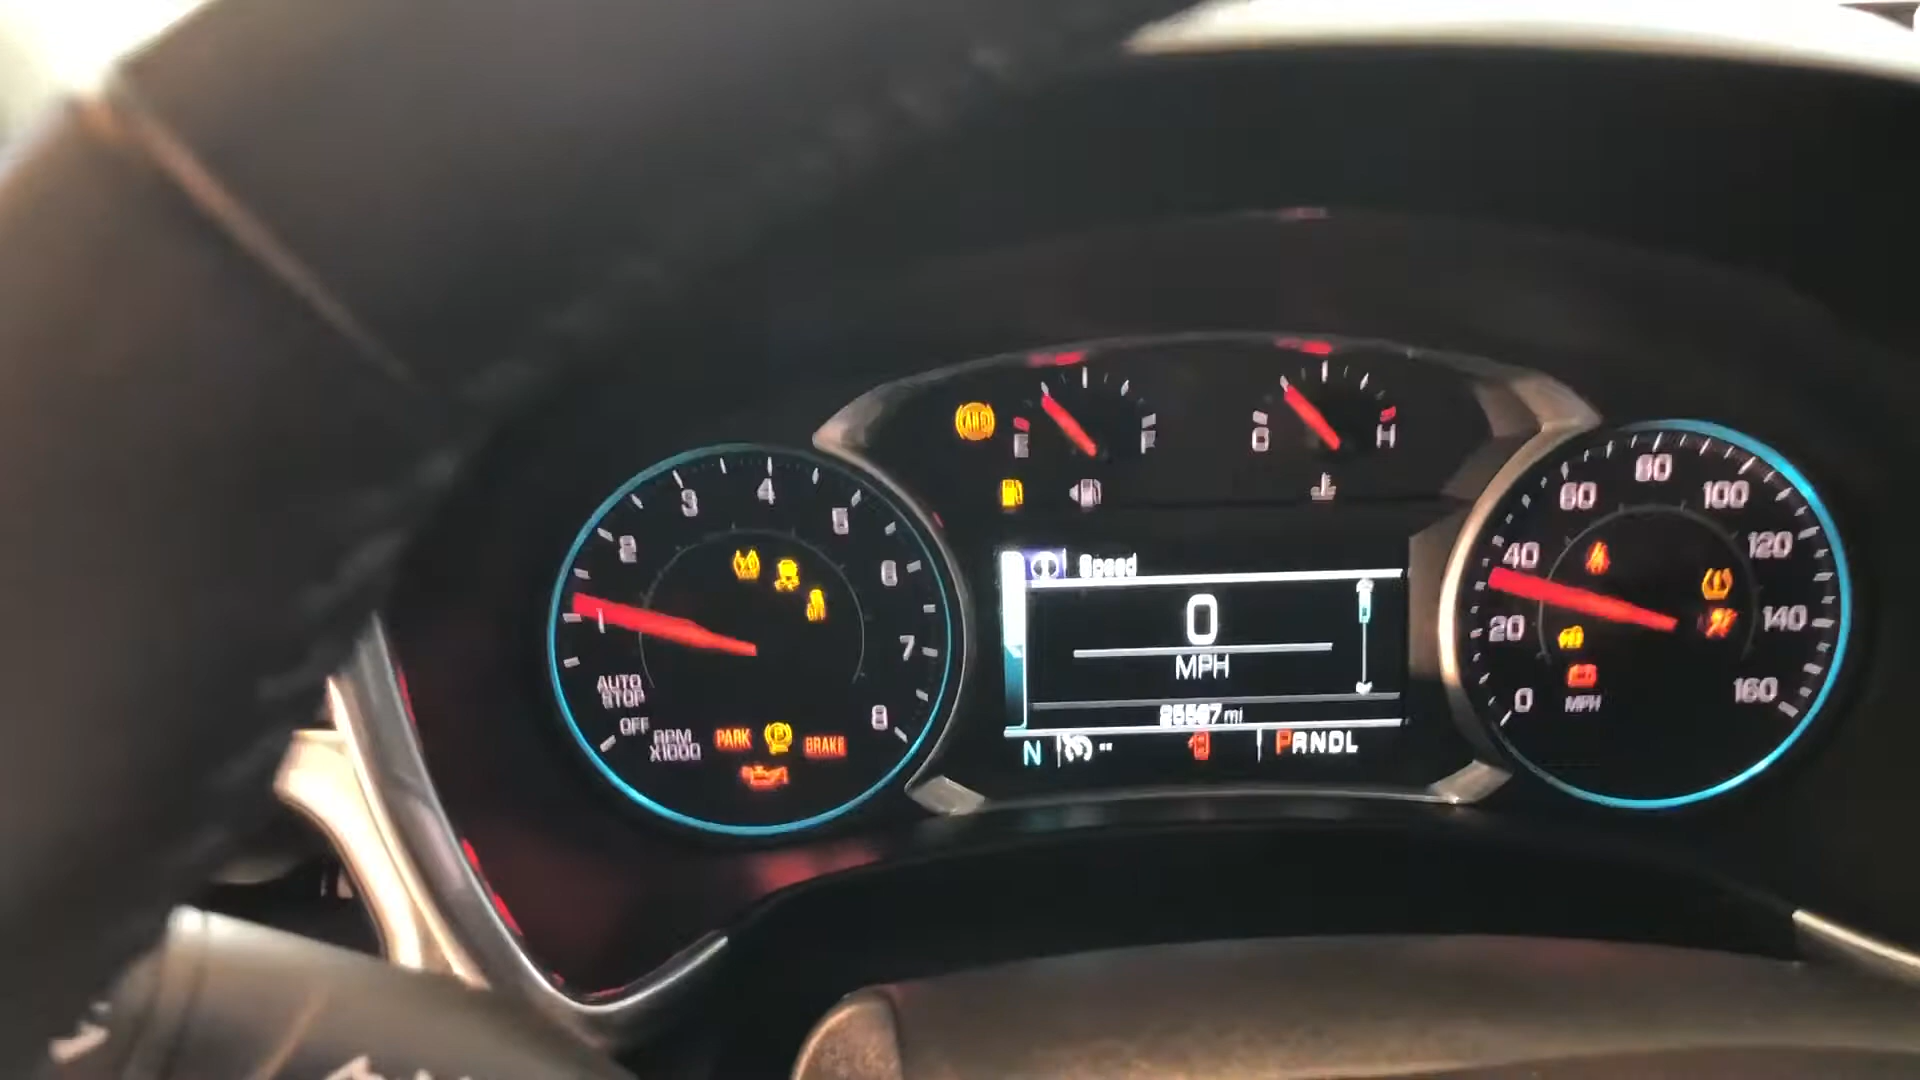 E F
C H
1 2 3 4 5 6 7 8
AUTO
STOP
OFF
RPM
X1000
PARK
BRAKE
Speed
0
MPH
mi
N
PRNDL
0 20 40 60 80 100 120 140 160
MPH